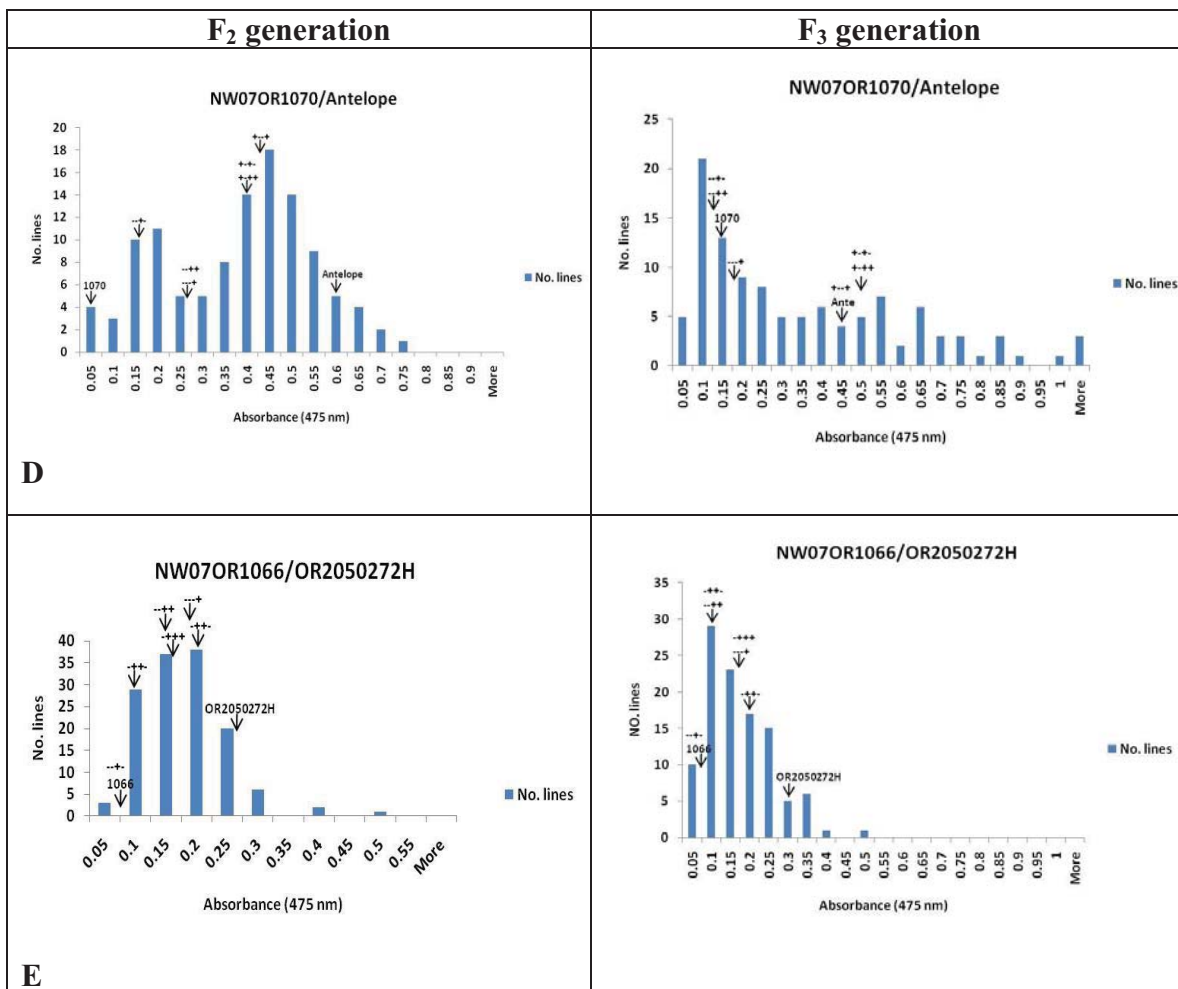 F₂ generation
F₃ generation
NW07OR1070/Antelope
20
18
16
14
12
10
8
6
4
2
0
No. lines
1070
--+-
--++
---+
+-+-
+-++
+--+
Antelope
No. lines
0.05 0.1 0.15 0.2 0.25 0.3 0.35 0.4 0.45 0.5 0.55 0.6 0.65 0.7 0.75 0.8 0.85 0.9 More
Absorbance (475 nm)
D
NW07OR1070/Antelope
25
20
15
10
5
0
No. lines
--+-
--++
1070
---+
+--+
Ante
+-+-
+-++
No. lines
0.05 0.1 0.15 0.2 0.25 0.3 0.35 0.4 0.45 0.5 0.55 0.6 0.65 0.7 0.75 0.8 0.85 0.9 0.95 1 More
Absorbance (475 nm)
NW07OR1066/OR2050272H
40
35
30
25
20
15
10
5
0
No. lines
--+-
1066
-++-
--++
-+++
---+
-++-
OR2050272H
No. lines
0.05 0.1 0.15 0.2 0.25 0.3 0.35 0.4 0.45 0.5 0.55 More
Absorbance (475 nm)
E
NW07OR1066/OR2050272H
35
30
25
20
15
10
5
0
NO. lines
--+-
1066
-++-
--++
-+++
---+
-++-
OR2050272H
No. lines
0.05 0.1 0.15 0.2 0.25 0.3 0.35 0.4 0.45 0.5 0.55 0.6 0.65 0.7 0.75 0.8 0.85 0.9 0.95 1 More
Absorbance (475 nm)